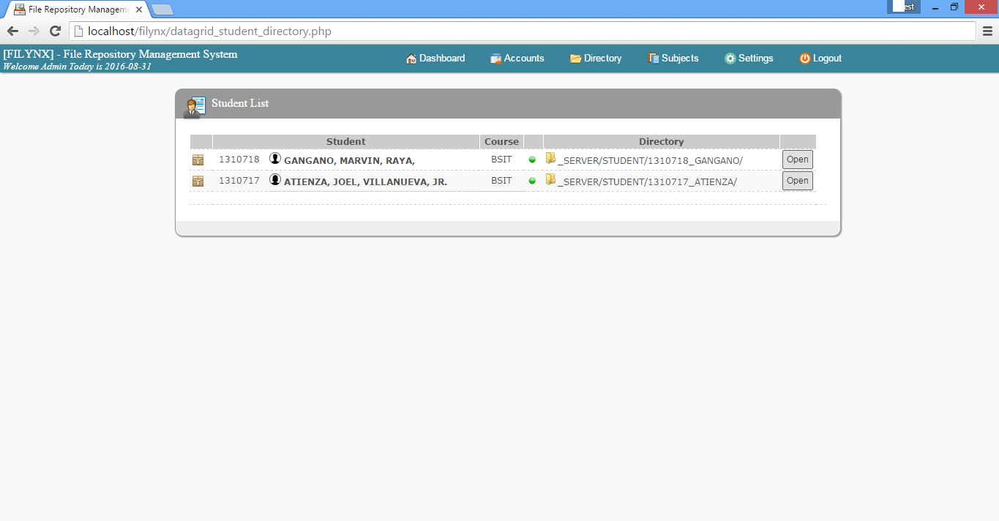 File Repository Managem
est
localhost/filynx/datagrid_student_directory.php
[FILYNX] - File Repository Management System
Welcome Admin Today is 2016-08-31
Dashboard Accounts Directory Subjects Settings Logout
Student List
Student Course Directory
1310718 GANGANO, MARVIN, RAYA, BSIT _SERVER/STUDENT/1310718_GANGANO/ Open
1310717 ATIENZA, JOEL, VILLANUEVA, JR. BSIT _SERVER/STUDENT/1310717_ATIENZA/ Open